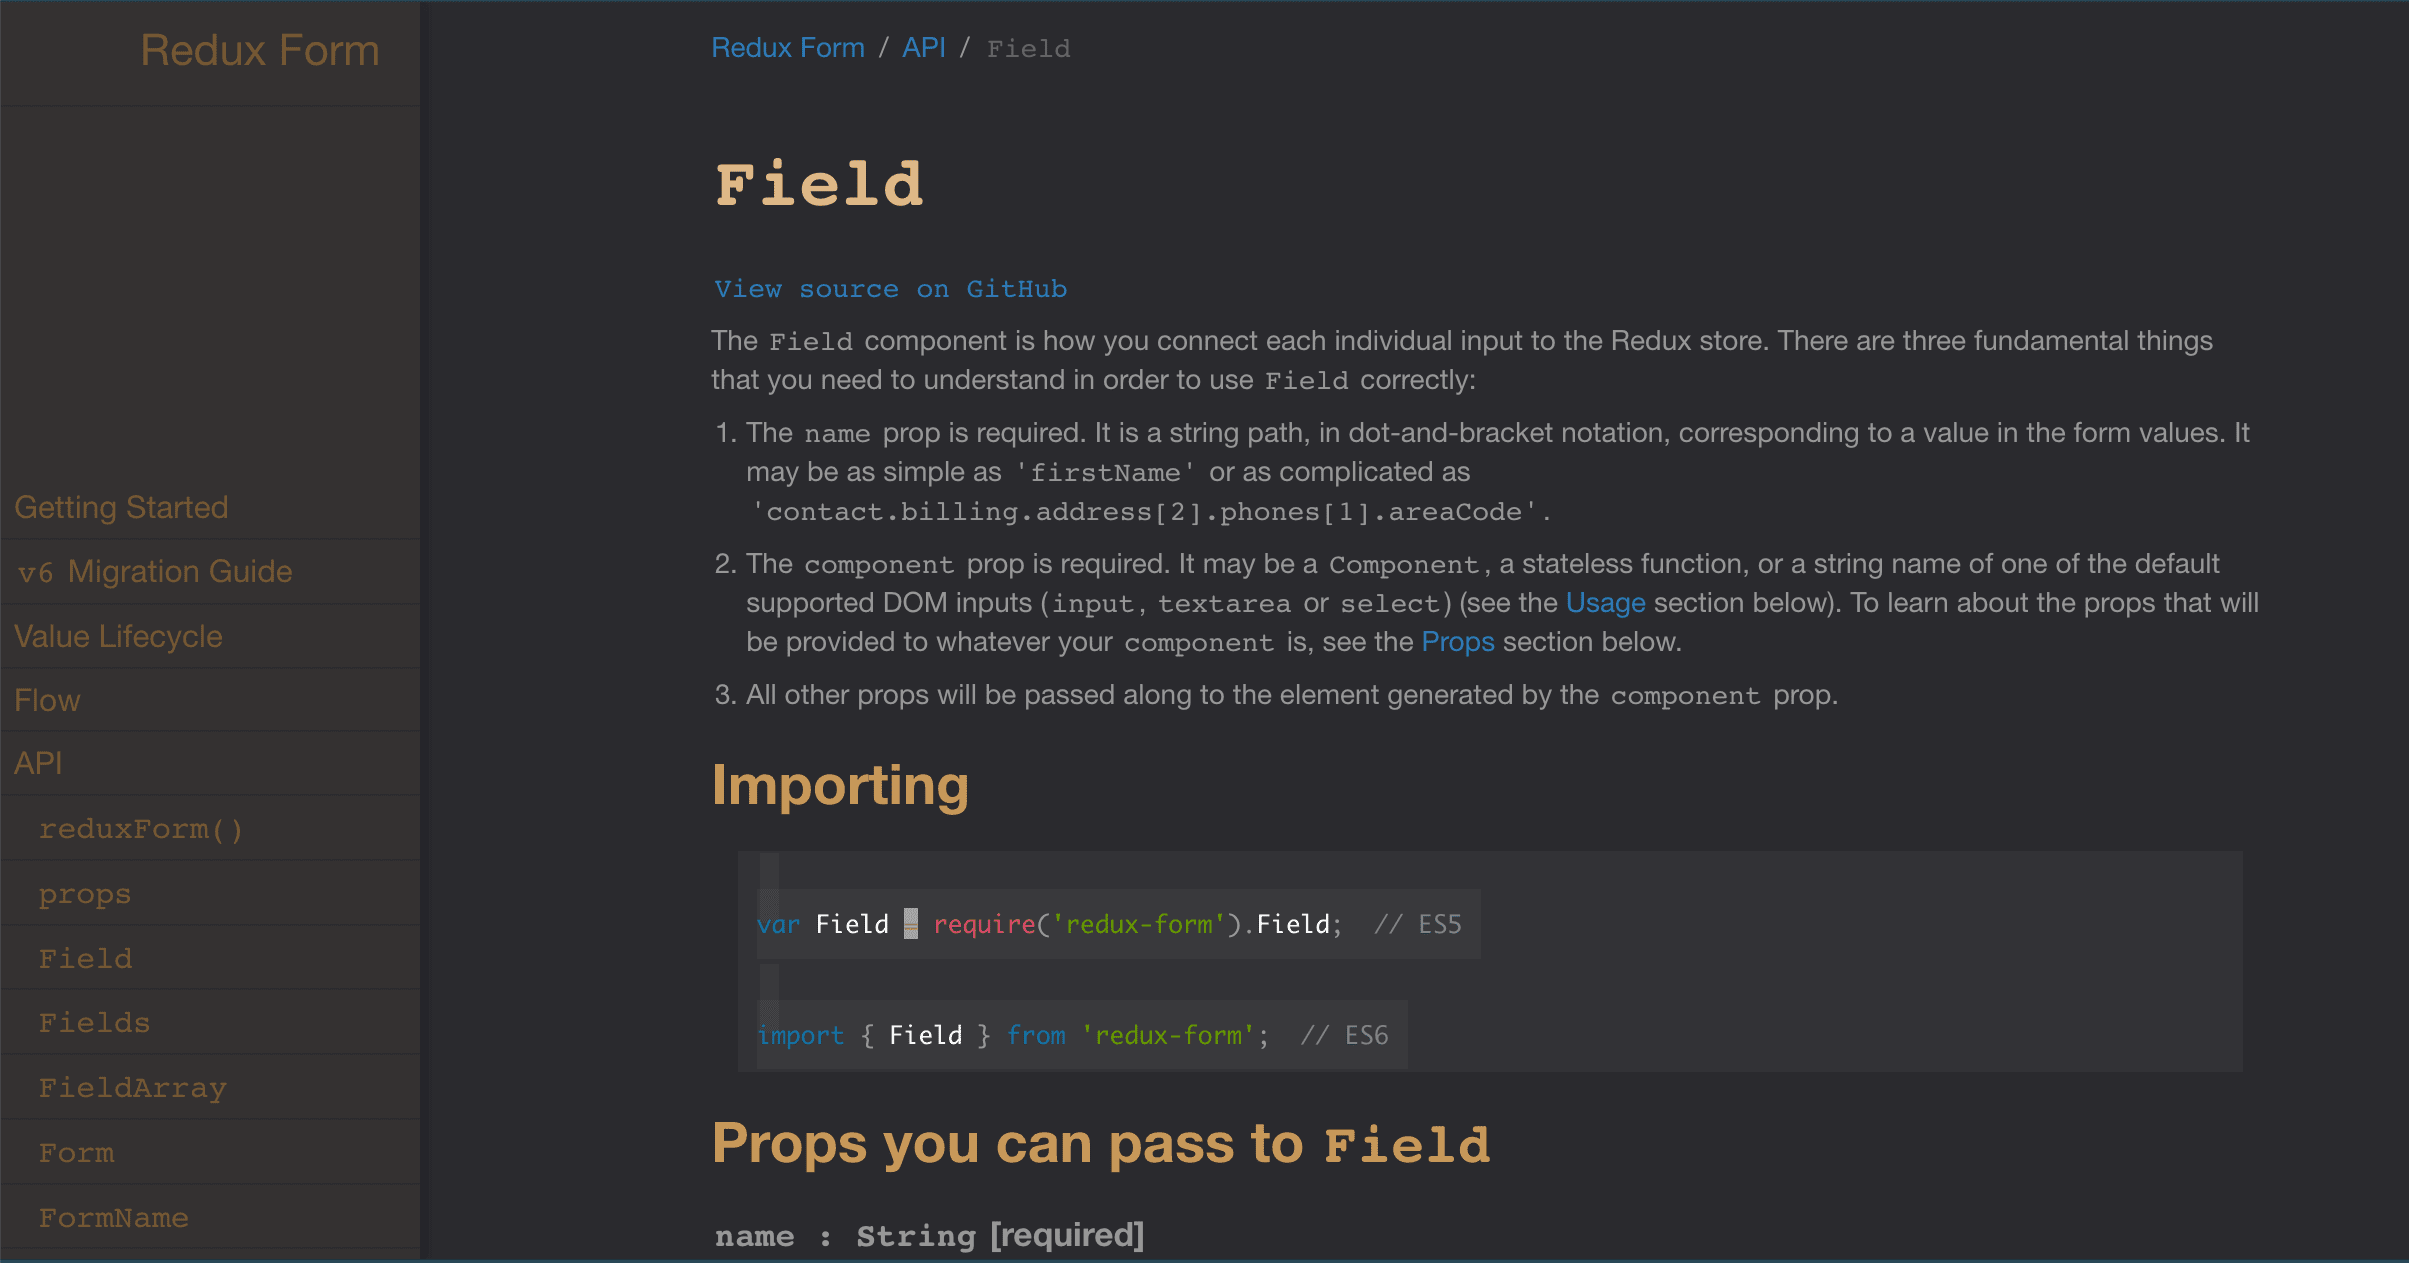 Redux Form
Getting Started
v6 Migration Guide
Value Lifecycle
Flow
API
reduxForm()
props
Field
Fields
FieldArray
Form
FormName
Redux Form / API / Field
Field
View source on GitHub
The Field component is how you connect each individual input to the Redux store. There are three fundamental things
that you need to understand in order to use Field correctly:
1. The name prop is required. It is a string path, in dot-and-bracket notation, corresponding to a value in the form values. It
may be as simple as 'firstName' or as complicated as
'contact.billing.address[2].phones[1].areaCode'.
2. The component prop is required. It may be a Component, a stateless function, or a string name of one of the default
supported DOM inputs (input, textarea or select) (see the Usage section below). To learn about the props that will
be provided to whatever your component is, see the Props section below.
3. All other props will be passed along to the element generated by the component prop.
Importing
var Field = require('redux-form').Field;  // ES5
import { Field } from 'redux-form';  // ES6
Props you can pass to Field
name : String [required]